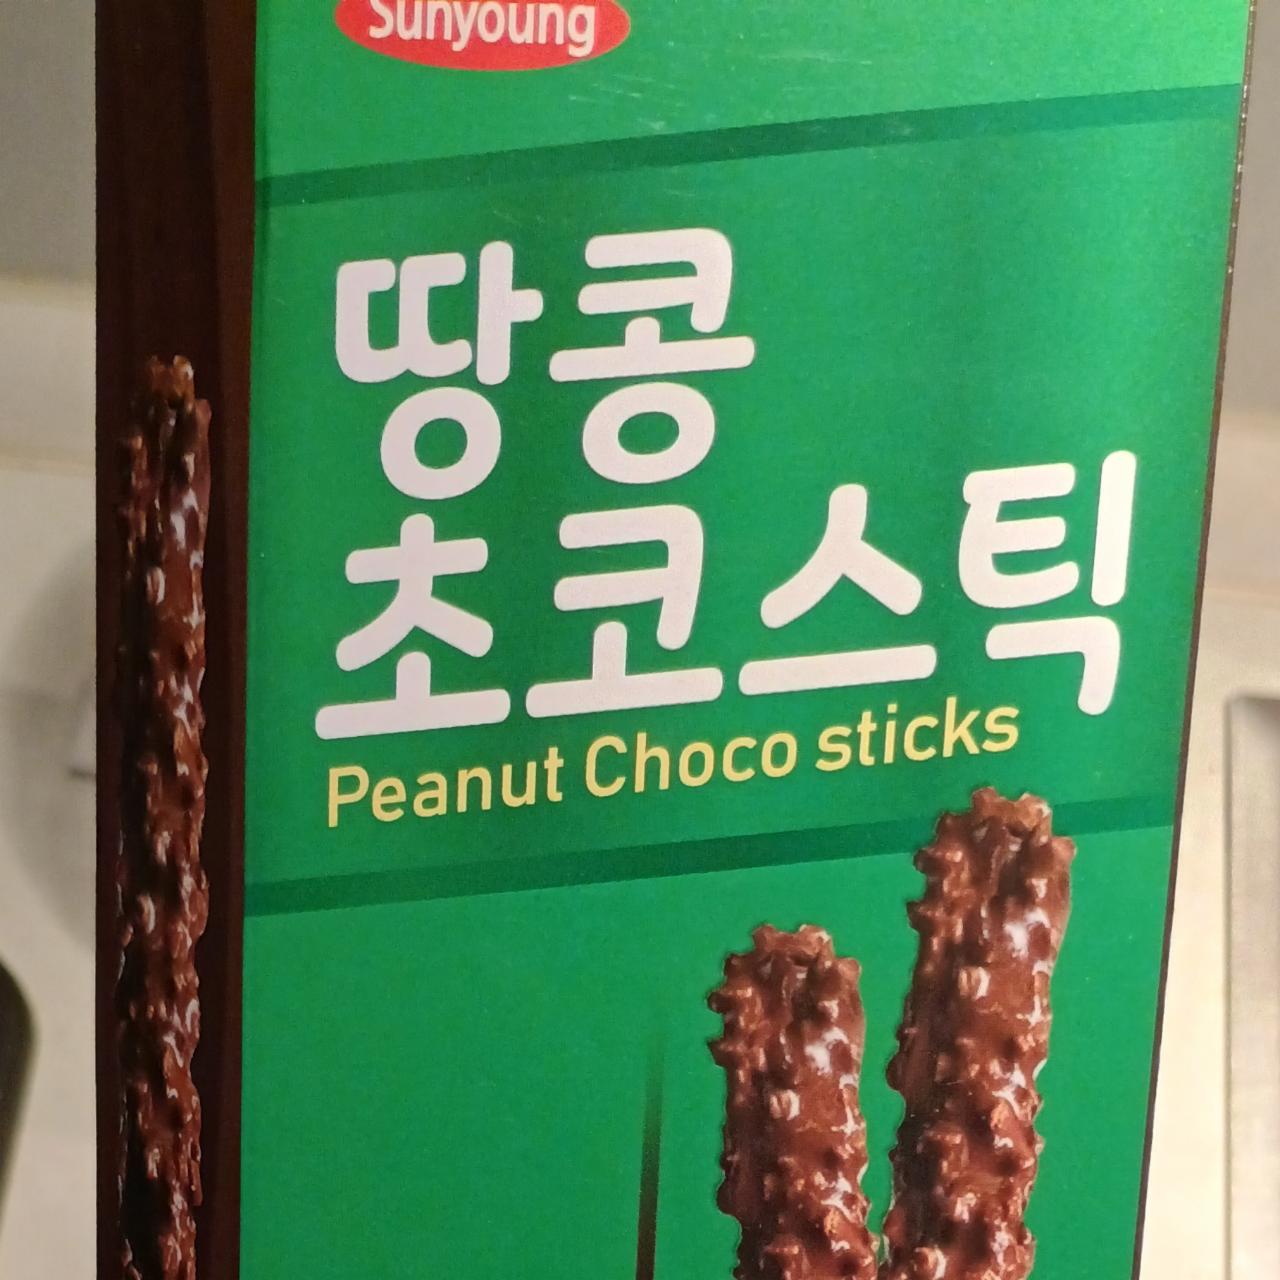 Sunyoung
땅콩
초코스틱
Peanut Choco sticks